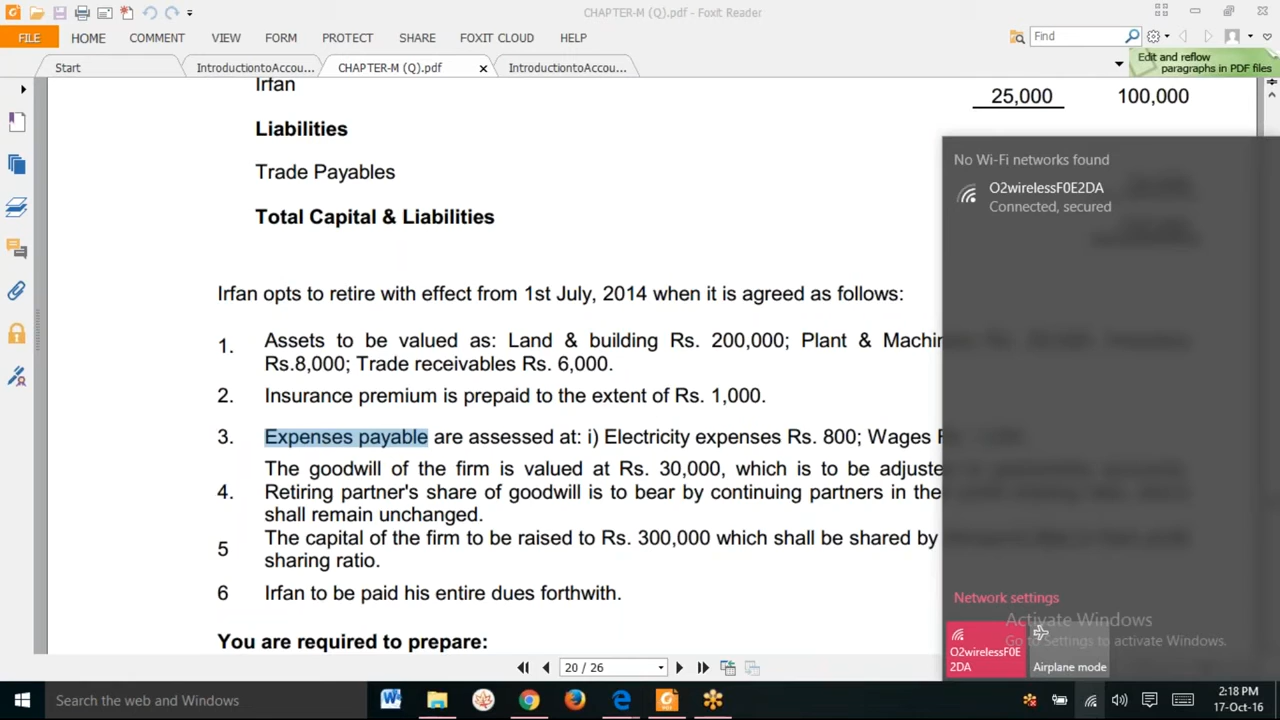 CHAPTER-M (Q).pdf - Foxit Reader
FILE HOME COMMENT VIEW FORM PROTECT SHARE FOXIT CLOUD HELP Find
Edit and reflow
paragraphs in PDF files
Start IntroductiontoAccou... CHAPTER-M (Q).pdf IntroductiontoAccou...
Irfan 25,000 100,000
Liabilities
Trade Payables
Total Capital & Liabilities
Irfan opts to retire with effect from 1st July, 2014 when it is agreed as follows:
1. Assets to be valued as: Land & building Rs. 200,000; Plant & Machin
Rs.8,000; Trade receivables Rs. 6,000.
2. Insurance premium is prepaid to the extent of Rs. 1,000.
3. Expenses payable are assessed at: i) Electricity expenses Rs. 800; Wages
4. The goodwill of the firm is valued at Rs. 30,000, which is to be adjuste
Retiring partner's share of goodwill is to bear by continuing partners in the
shall remain unchanged.
5 The capital of the firm to be raised to Rs. 300,000 which shall be shared by
sharing ratio.
6 Irfan to be paid his entire dues forthwith.
You are required to prepare:
20 / 26
No Wi-Fi networks found
O2wirelessF0E2DA
Connected, secured
Network settings
Activate Windows
Go to Settings to activate Windows.
O2wirelessF0E
2DA
Airplane mode
Search the web and Windows
2:18 PM
17-Oct-16